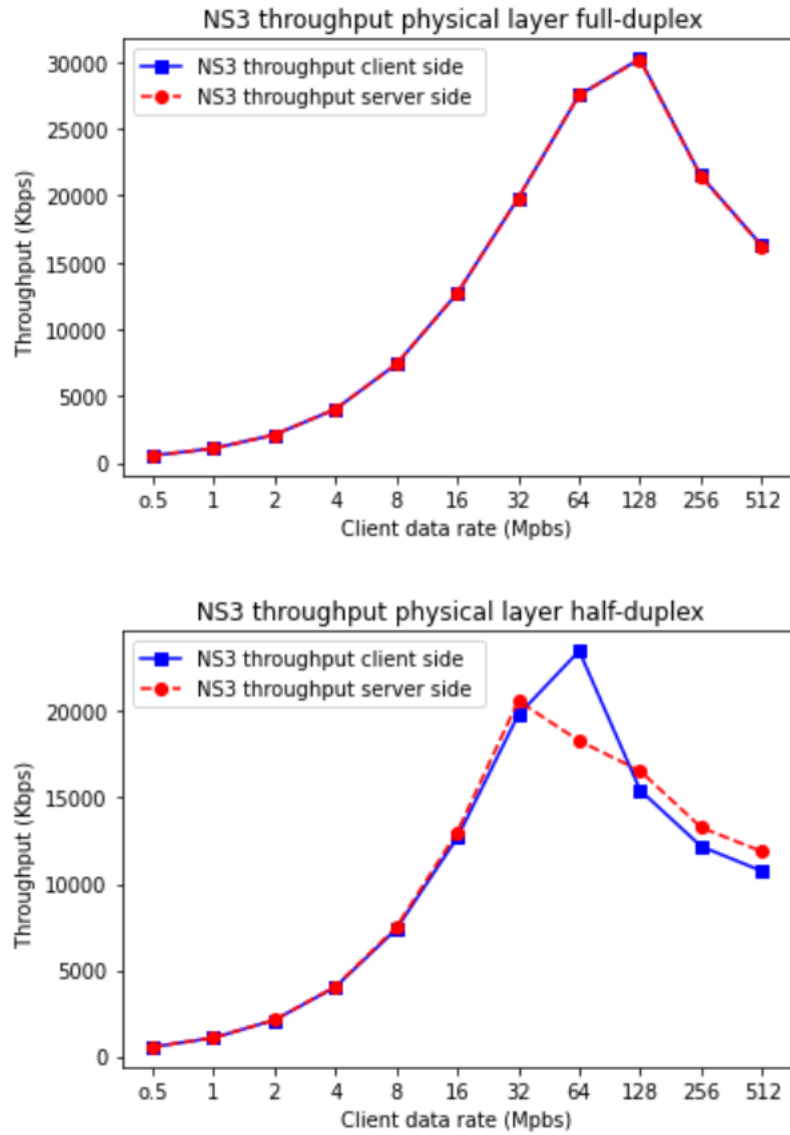 NS3 throughput physical layer full-duplex
NS3 throughput client side
NS3 throughput server side
Throughput (Kbps)
30000
25000
20000
15000
10000
5000
0
o.5 1 2 4 8 16 32 64 128 256 512
Client data rate (Mpbs)
NS3 throughput physical layer half-duplex
NS3 throughput client side
NS3 throughput server side
Throughput (Kbps)
20000
15000
10000
5000
0
o.5 1 2 4 8 16 32 64 128 256 512
Client data rate (Mpbs)